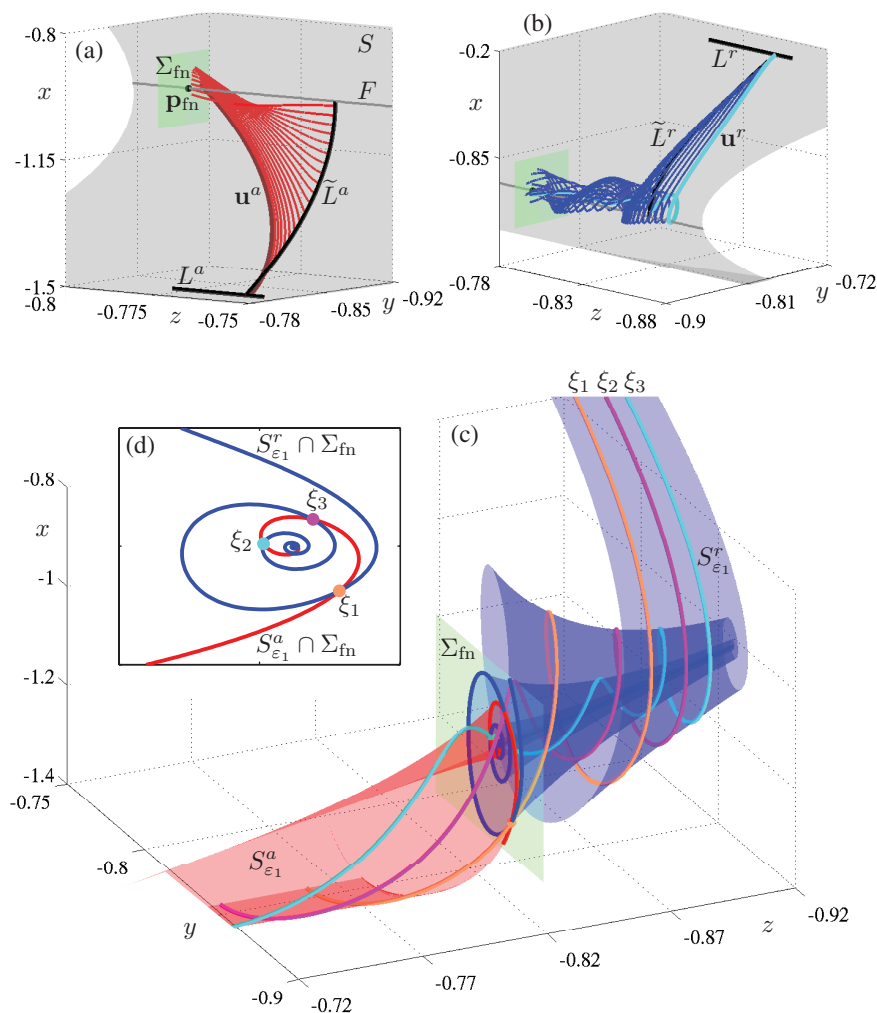 (a)
-0.8
S
Σfn
F
x
pfn
-1.15
uᵃ
L̃ᵃ
Lᵃ
-1.5
-0.8
-0.775
z
-0.75
-0.78
-0.85
y
-0.92
(b)
-0.2
Lʳ
x
L̃ʳ
uʳ
-0.85
-0.78
-0.72
-0.83
-0.81
y
z
-0.88
-0.9
ξ1 ξ2 ξ3
(c)
(d)
Sʳε1 ∩ Σfn
ξ3
ξ2
ξ1
Sᵃε1 ∩ Σfn
-0.8
x
-1
-1.2
-1.4
Sʳε1
Σfn
Sᵃε1
-0.75
-0.8
y
-0.9
-0.72
-0.77
-0.82
-0.87
z
-0.92